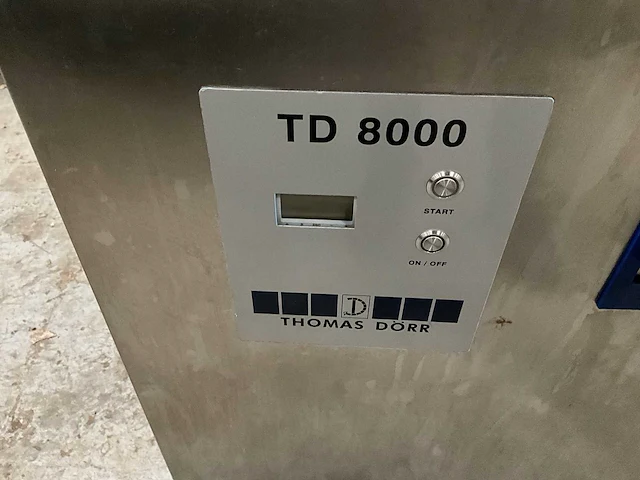 TD 8000
START
ON / OFF
THOMAS DÖRR